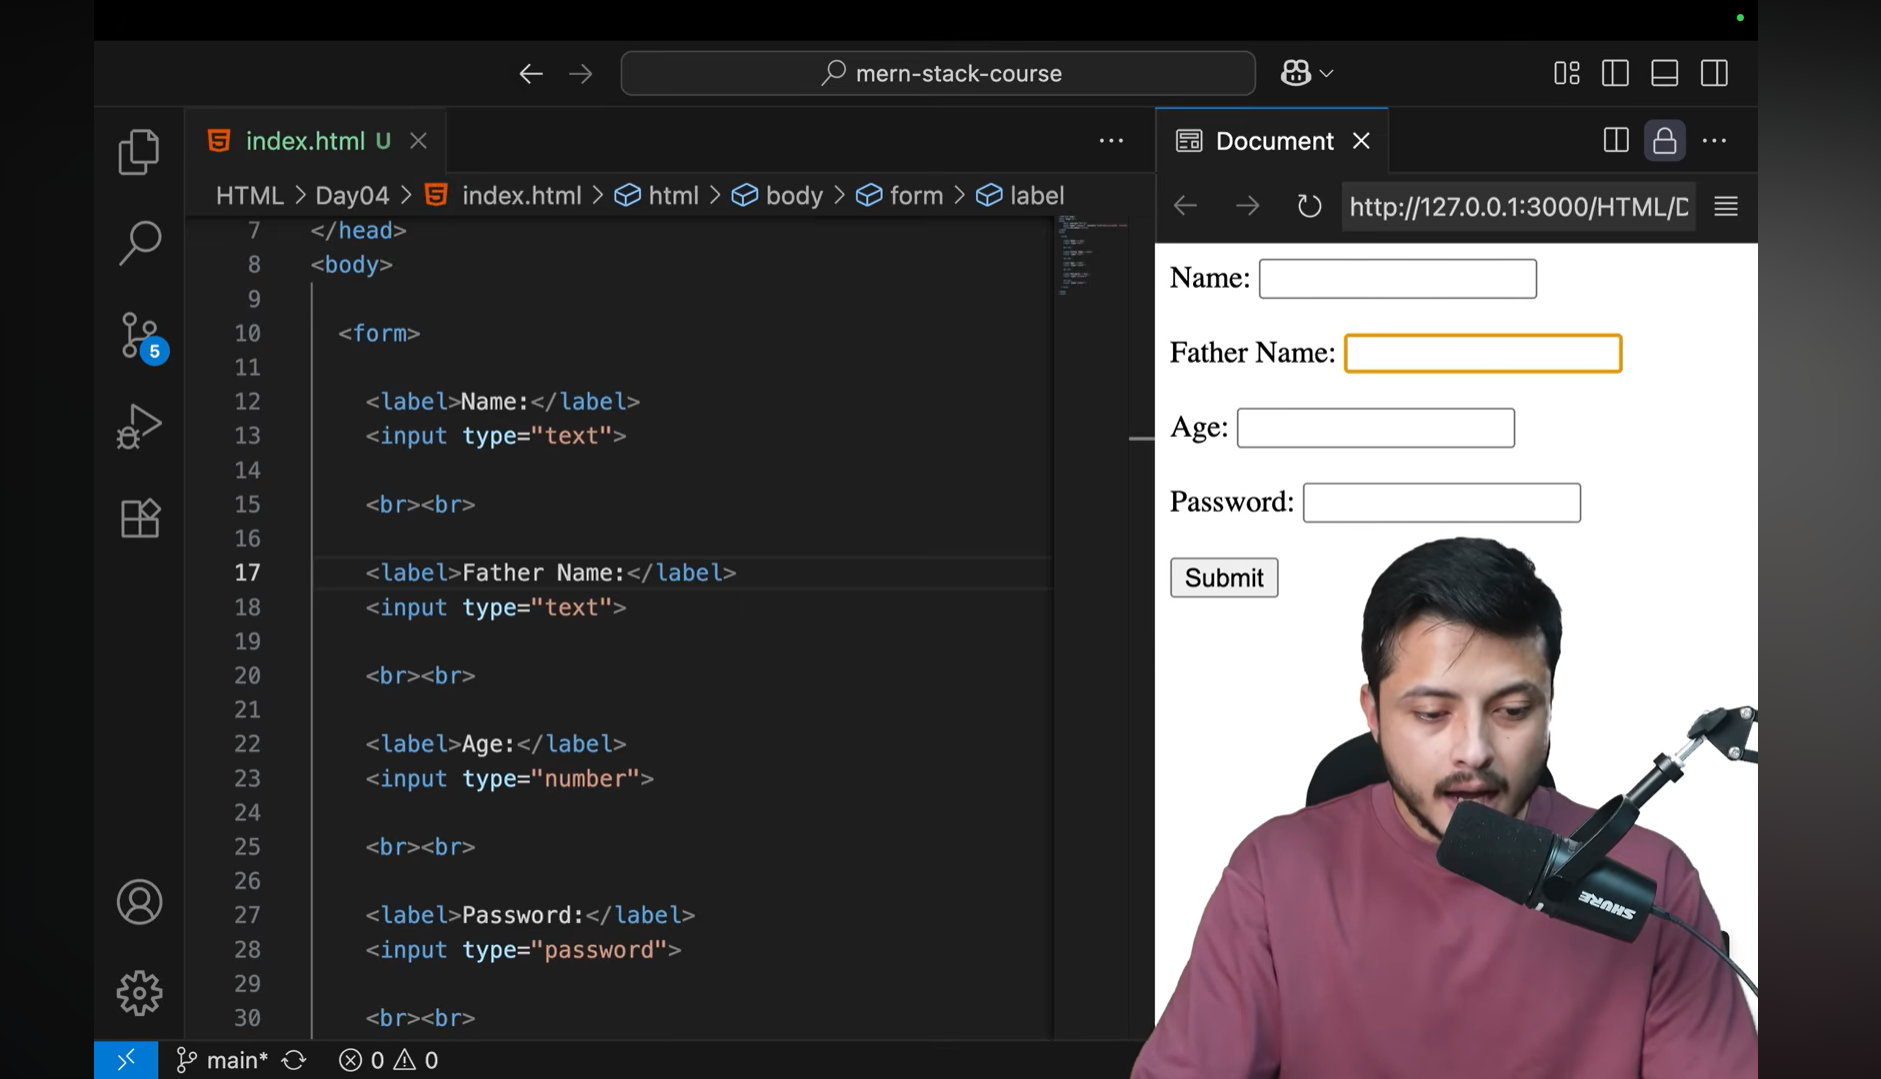 mern-stack-course
index.html U
Document
HTML > Day04 > index.html > html > body > form > label
http://127.0.0.1:3000/HTML/D
7 </head>
8 <body>
9
10 <form>
11
12 <label>Name:</label>
13 <input type="text">
14
15 <br><br>
16
17 <label>Father Name:</label>
18 <input type="text">
19
20 <br><br>
21
22 <label>Age:</label>
23 <input type="number">
24
25 <br><br>
26
27 <label>Password:</label>
28 <input type="password">
29
30 <br><br>
5
Name:
Father Name:
Age:
Password:
Submit
SHURE
main* 0 0